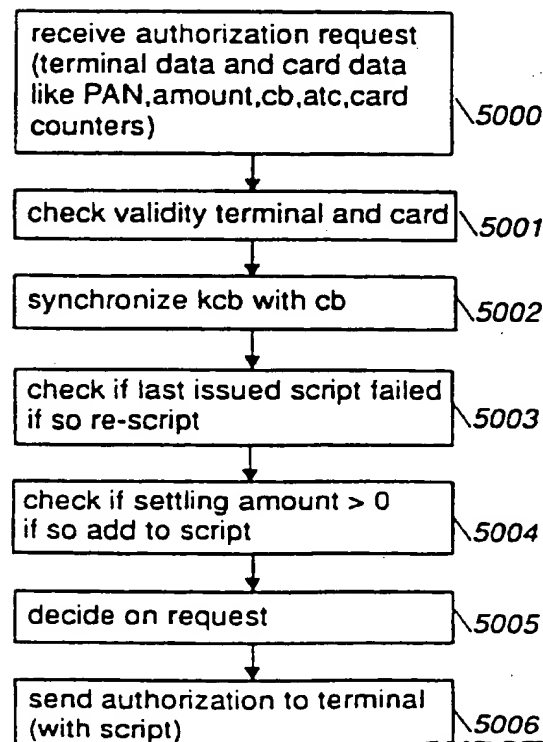 receive authorization request
(terminal data and card data
like PAN,amount,cb,atc,card
counters)
5000
check validity terminal and card
5001
synchronize kcb with cb
5002
check if last issued script failed
if so re-script
5003
check if settling amount > 0
if so add to script
5004
decide on request
5005
send authorization to terminal
(with script)
5006